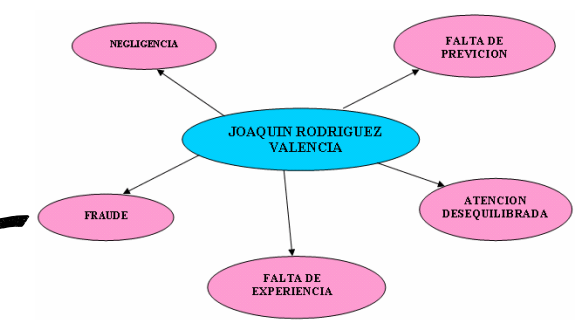 NEGLIGENCIA
FALTA DE
PREVICION
JOAQUIN RODRIGUEZ
VALENCIA
FRAUDE
ATENCION
DESEQUILIBRADA
FALTA DE
EXPERIENCIA